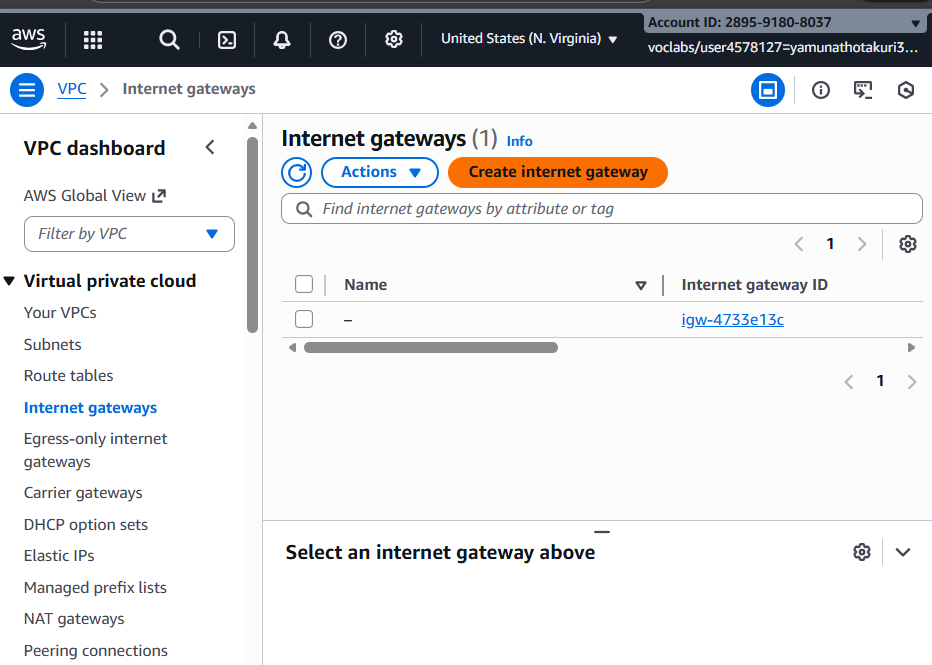 aws
United States (N. Virginia)
Account ID: 2895-9180-8037
voclabs/user4578127=yamunathotakuri3...
VPC
Internet gateways
VPC dashboard
AWS Global View
Filter by VPC
Virtual private cloud
Your VPCs
Subnets
Route tables
Internet gateways
Egress-only internet
gateways
Carrier gateways
DHCP option sets
Elastic IPs
Managed prefix lists
NAT gateways
Peering connections
Internet gateways (1) Info
Actions
Create internet gateway
Find internet gateways by attribute or tag
1
Name Internet gateway ID
– igw-4733e13c
1
Select an internet gateway above